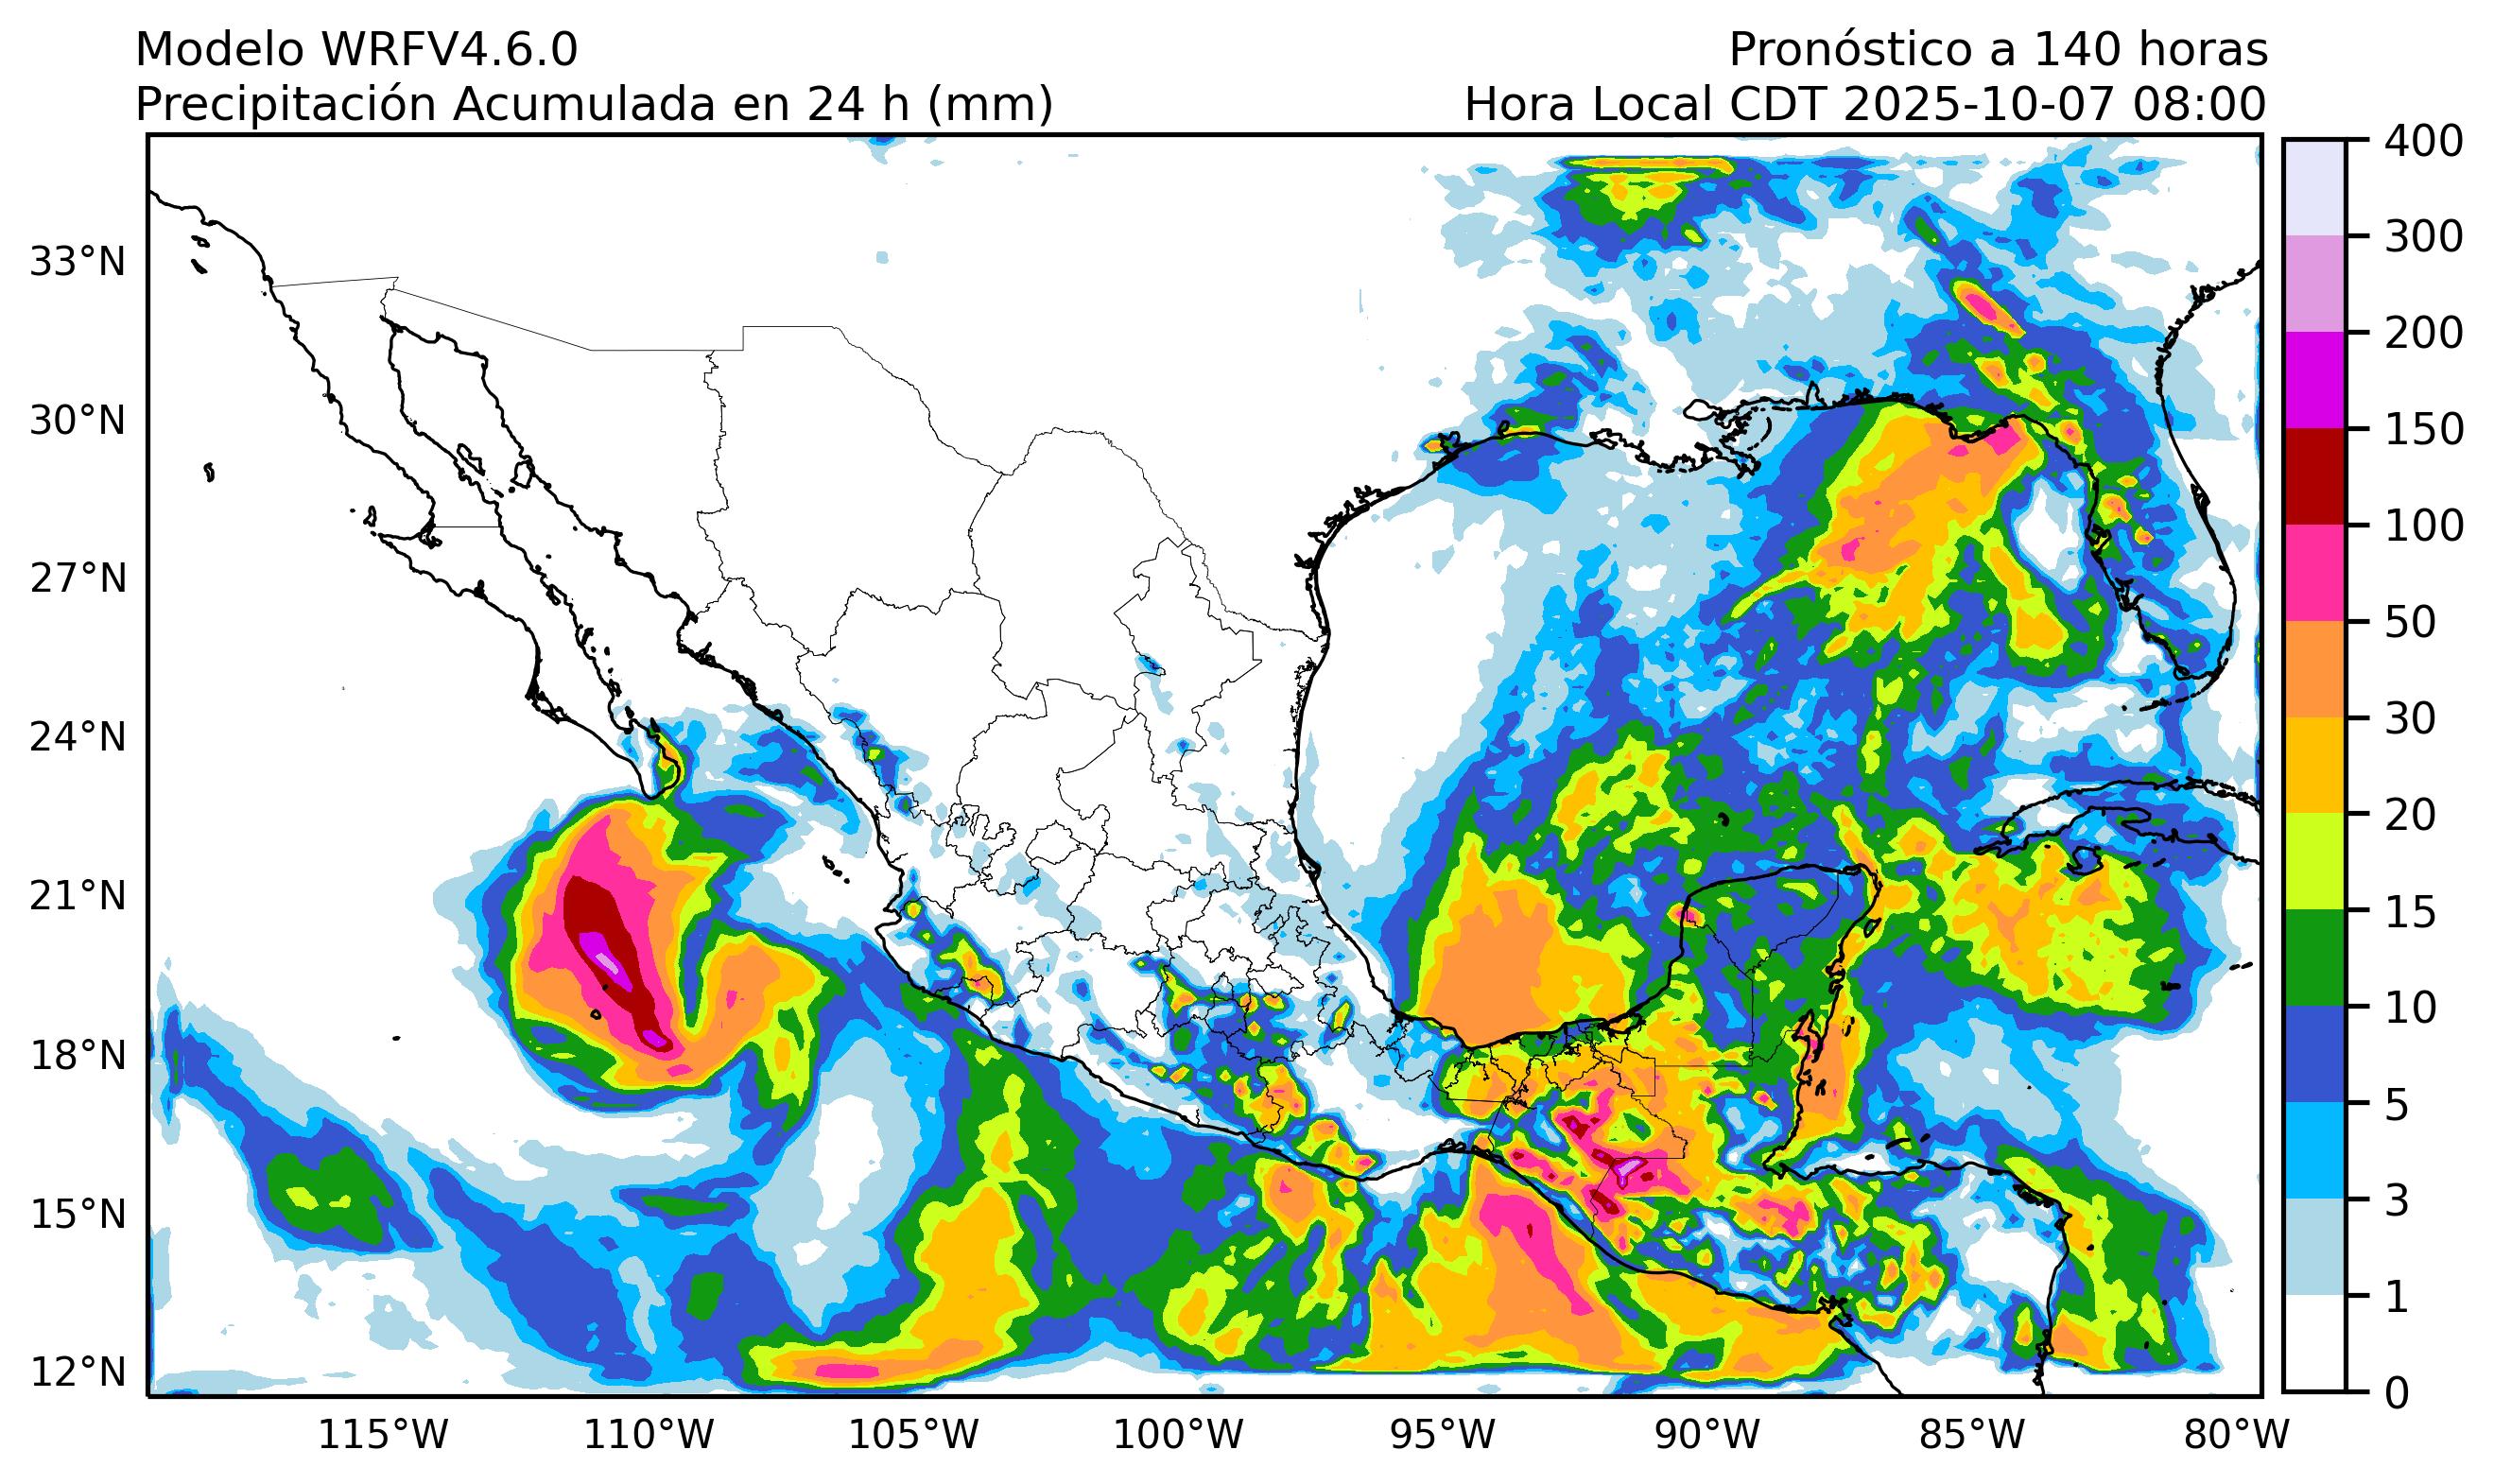 Modelo WRFV4.6.0
Pronóstico a 140 horas
Precipitación Acumulada en 24 h (mm)
Hora Local CDT 2025-10-07 08:00
33°N
30°N
27°N
24°N
21°N
18°N
15°N
12°N
115°W
110°W
105°W
100°W
95°W
90°W
85°W
80°W
400
300
200
150
100
50
30
20
15
10
5
3
1
0